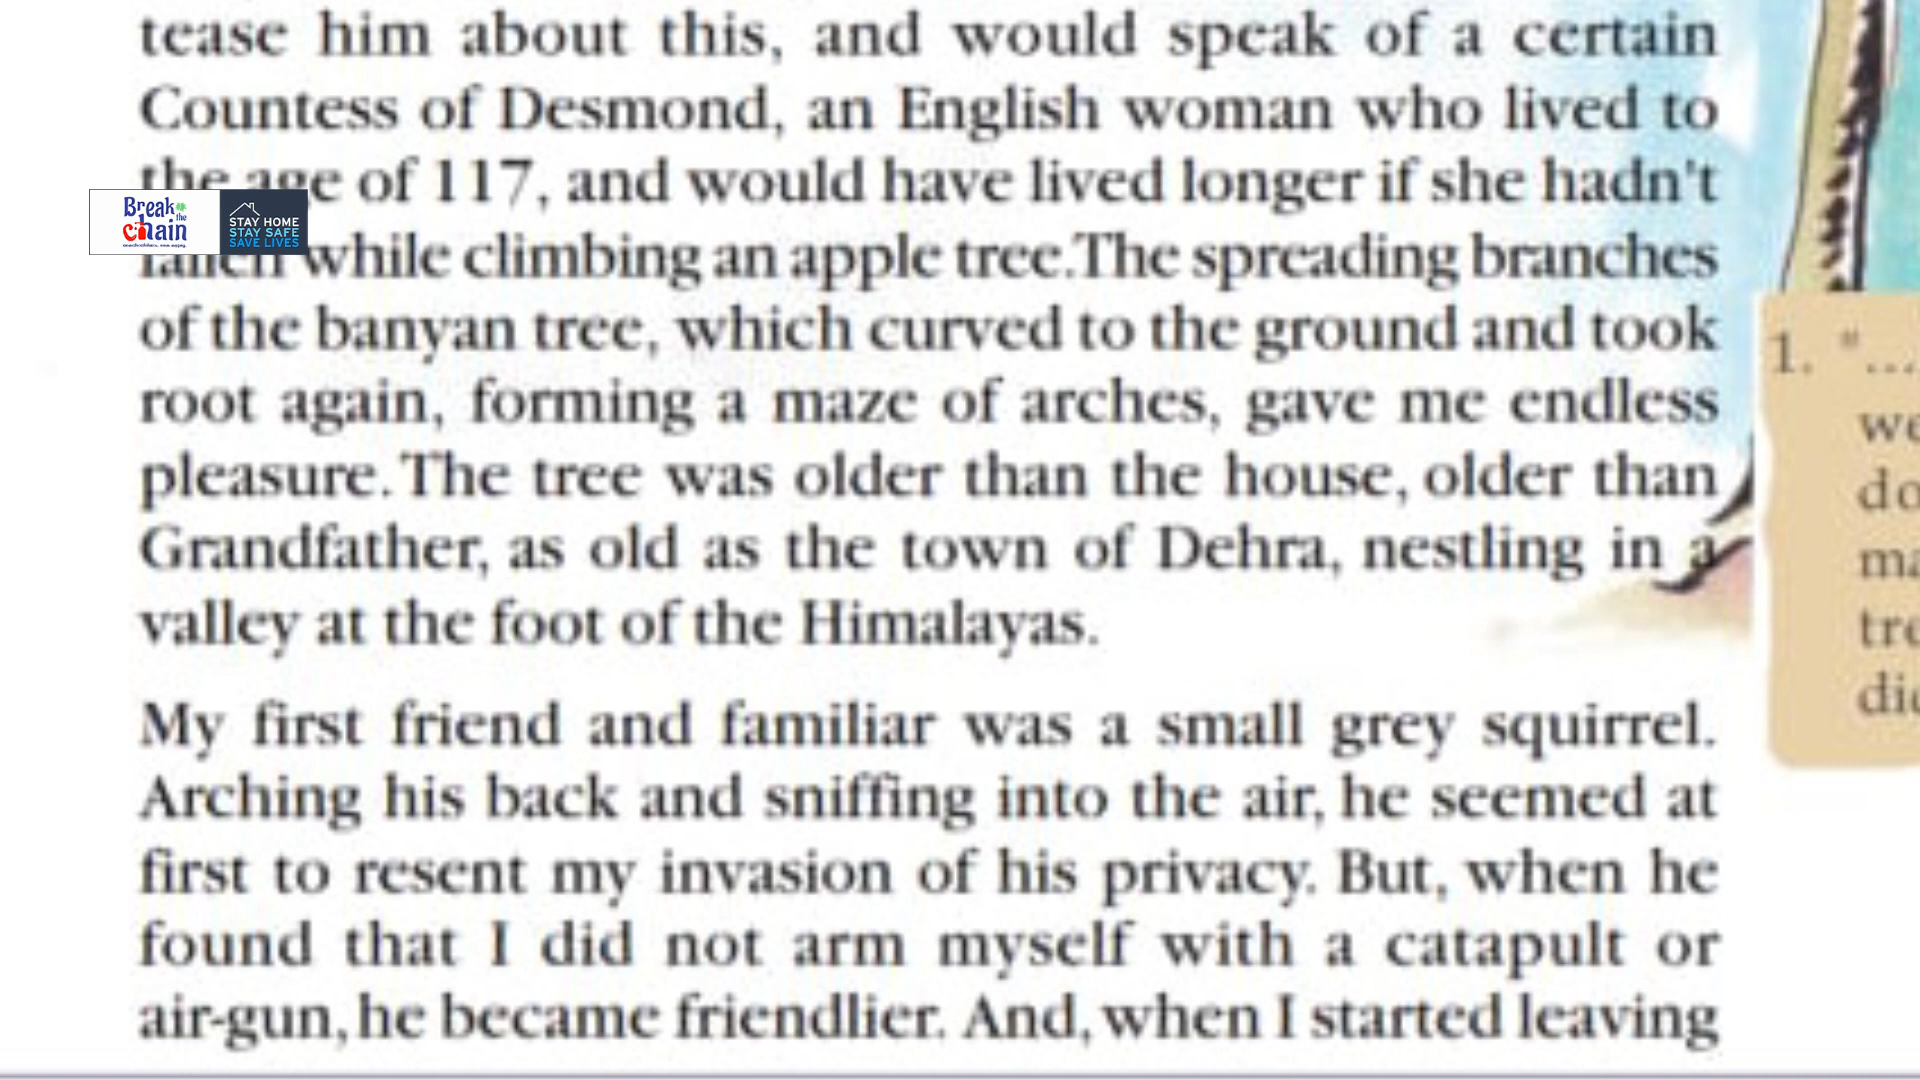 tease him about this, and would speak of a certain
Countess of Desmond, an English woman who lived to
the age of 117, and would have lived longer if she hadn't
Break the chain
STAY HOME
STAY SAFE
SAVE LIVES
fallen while climbing an apple tree. The spreading branches
of the banyan tree, which curved to the ground and took
root again, forming a maze of arches, gave me endless
pleasure. The tree was older than the house, older than
Grandfather, as old as the town of Dehra, nestling in a
valley at the foot of the Himalayas.
My first friend and familiar was a small grey squirrel.
Arching his back and sniffing into the air, he seemed at
first to resent my invasion of his privacy. But, when he
found that I did not arm myself with a catapult or
air-gun, he became friendlier. And, when I started leaving
1. "...
we
do
ma
tre
did